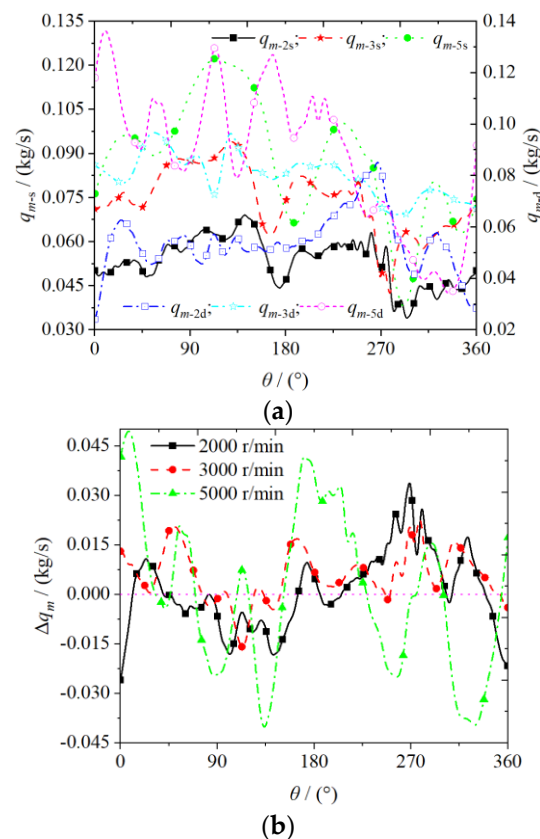 q_m-2s; q_m-3s; q_m-5s
0.135 0.14
0.120 0.12
0.105 0.10
0.090 0.08
0.075 0.06
0.060 0.04
0.045
0.030 0.02
q_m-s / (kg/s)
q_m-d / (kg/s)
q_m-2d; q_m-3d; q_m-5d
0 90 180 270 360
θ / (°)
(a)
0.045
0.030
0.015
0.000
-0.015
-0.030
-0.045
Δq_m / (kg/s)
2000 r/min
3000 r/min
5000 r/min
0 90 180 270 360
θ / (°)
(b)